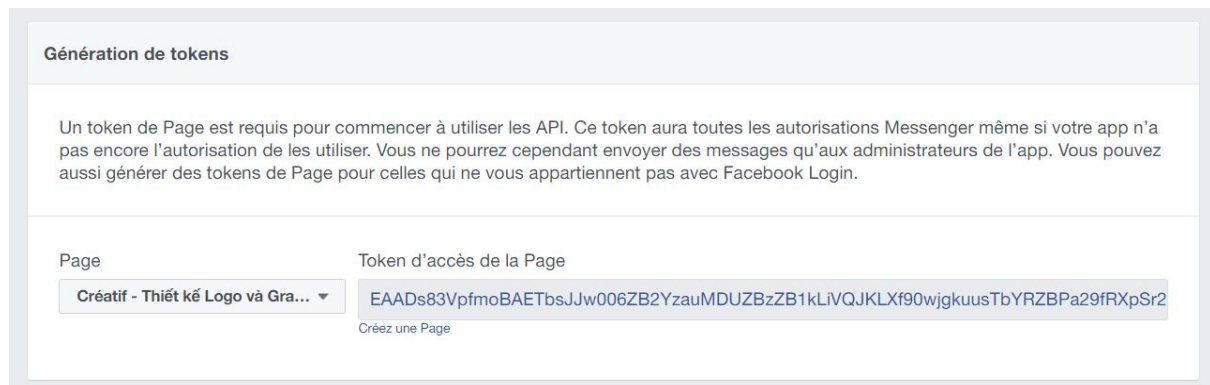 Génération de tokens
Un token de Page est requis pour commencer à utiliser les API. Ce token aura toutes les autorisations Messenger même si votre app n'a
pas encore l'autorisation de les utiliser. Vous ne pourrez cependant envoyer des messages qu'aux administrateurs de l'app. Vous pouvez
aussi générer des tokens de Page pour celles qui ne vous appartiennent pas avec Facebook Login.
Page
Token d'accès de la Page
Créatif - Thiết kế Logo và Gra...
EAADs83VpfmoBAETbsJJw006ZB2YzauMDUZBzZB1kLiVQJKLXf90wjgkuusTbYRZBPa29fRXpSr2
Créez une Page